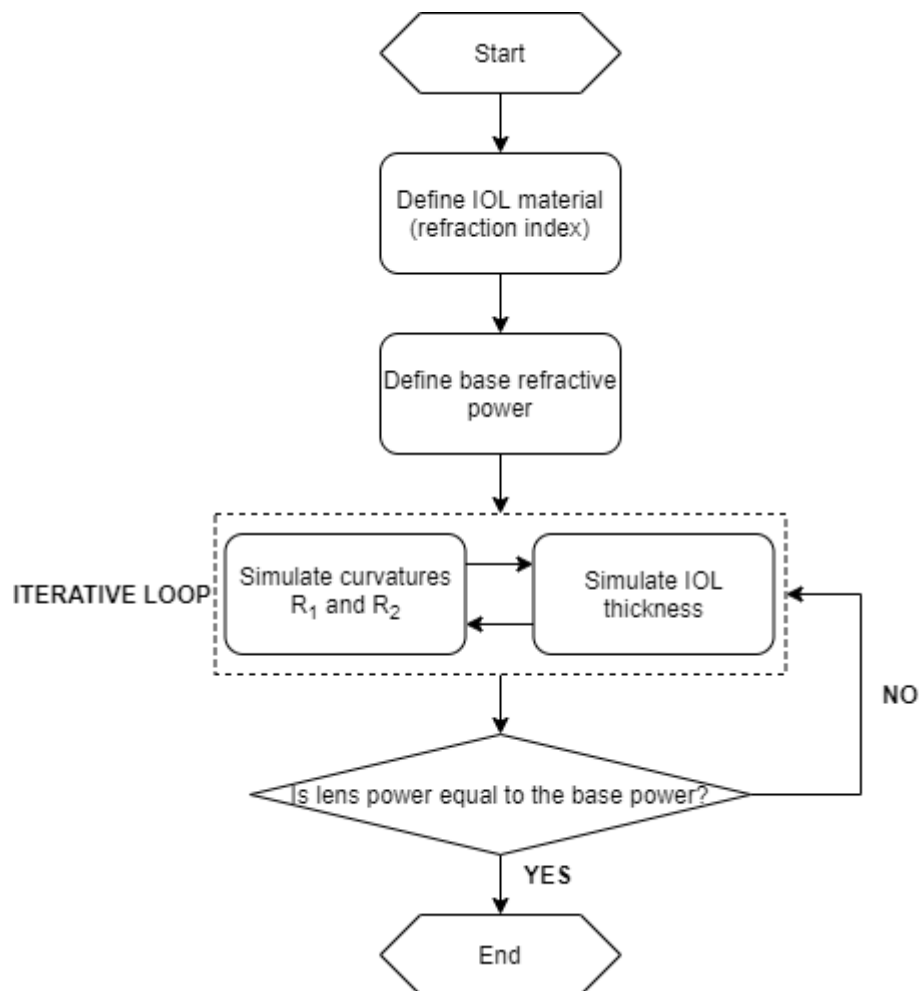 Start
Define IOL material
(refraction index)
Define base refractive
power
ITERATIVE LOOP
Simulate curvatures
R₁ and R₂
Simulate IOL
thickness
NO
Is lens power equal to the base power?
YES
End